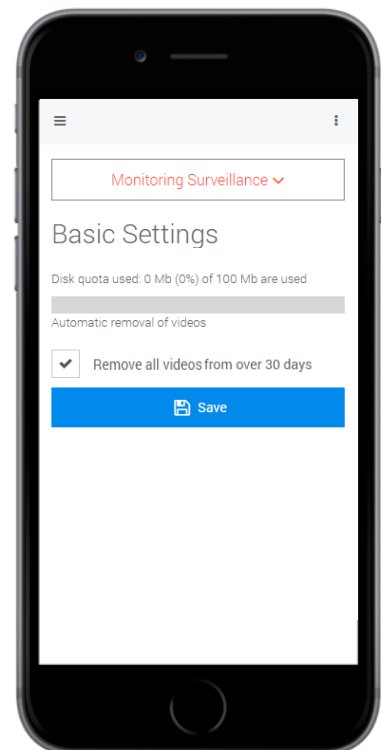 Monitoring Surveillance
Basic Settings
Disk quota used: 0 Mb (0%) of 100 Mb are used
Automatic removal of videos
Remove all videos from over 30 days
Save